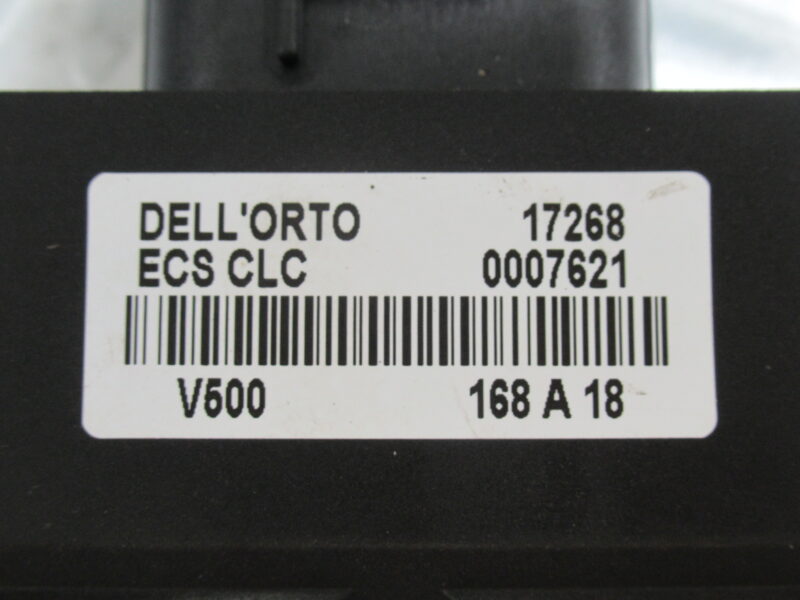 DELL'ORTO 17268
ECS CLC 0007621
V500 168 A 18